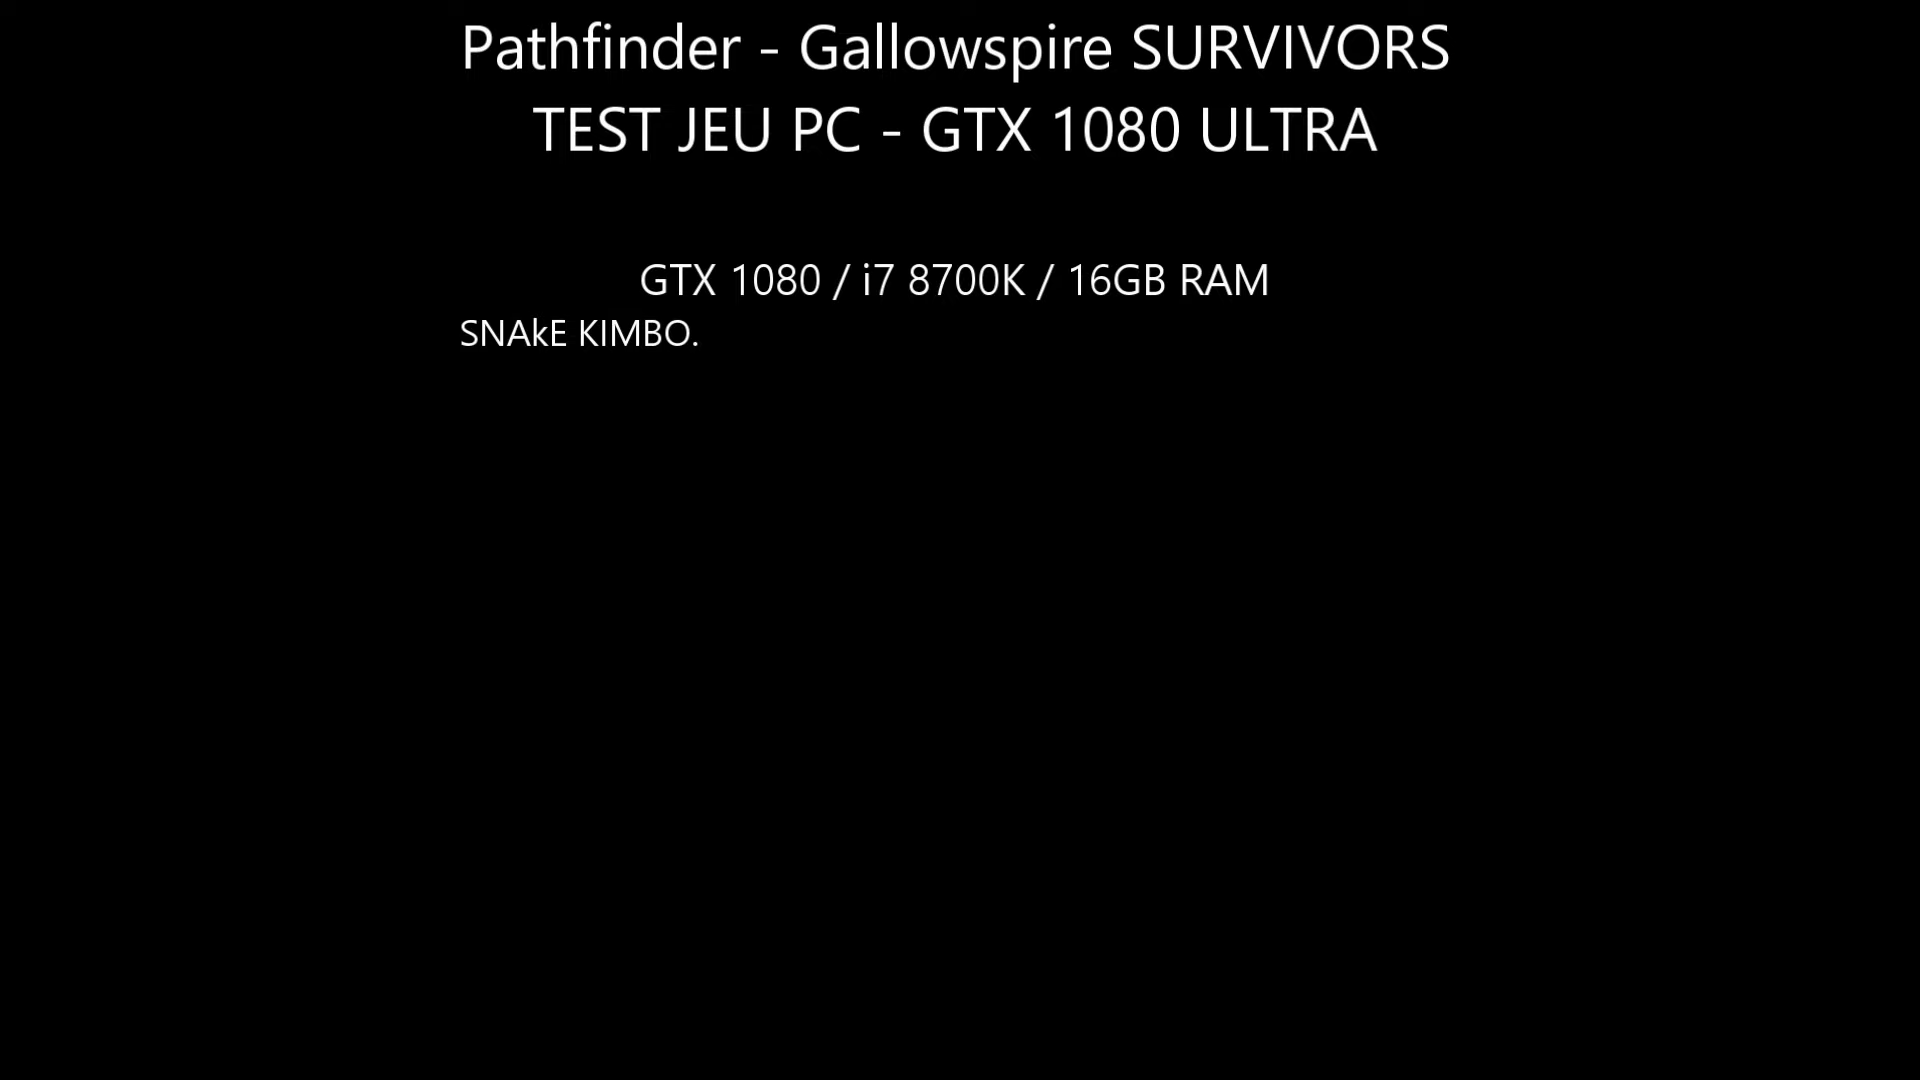 Pathfinder - Gallowspire SURVIVORS
TEST JEU PC - GTX 1080 ULTRA
GTX 1080 / i7 8700K / 16GB RAM
SNAkE KIMBO.